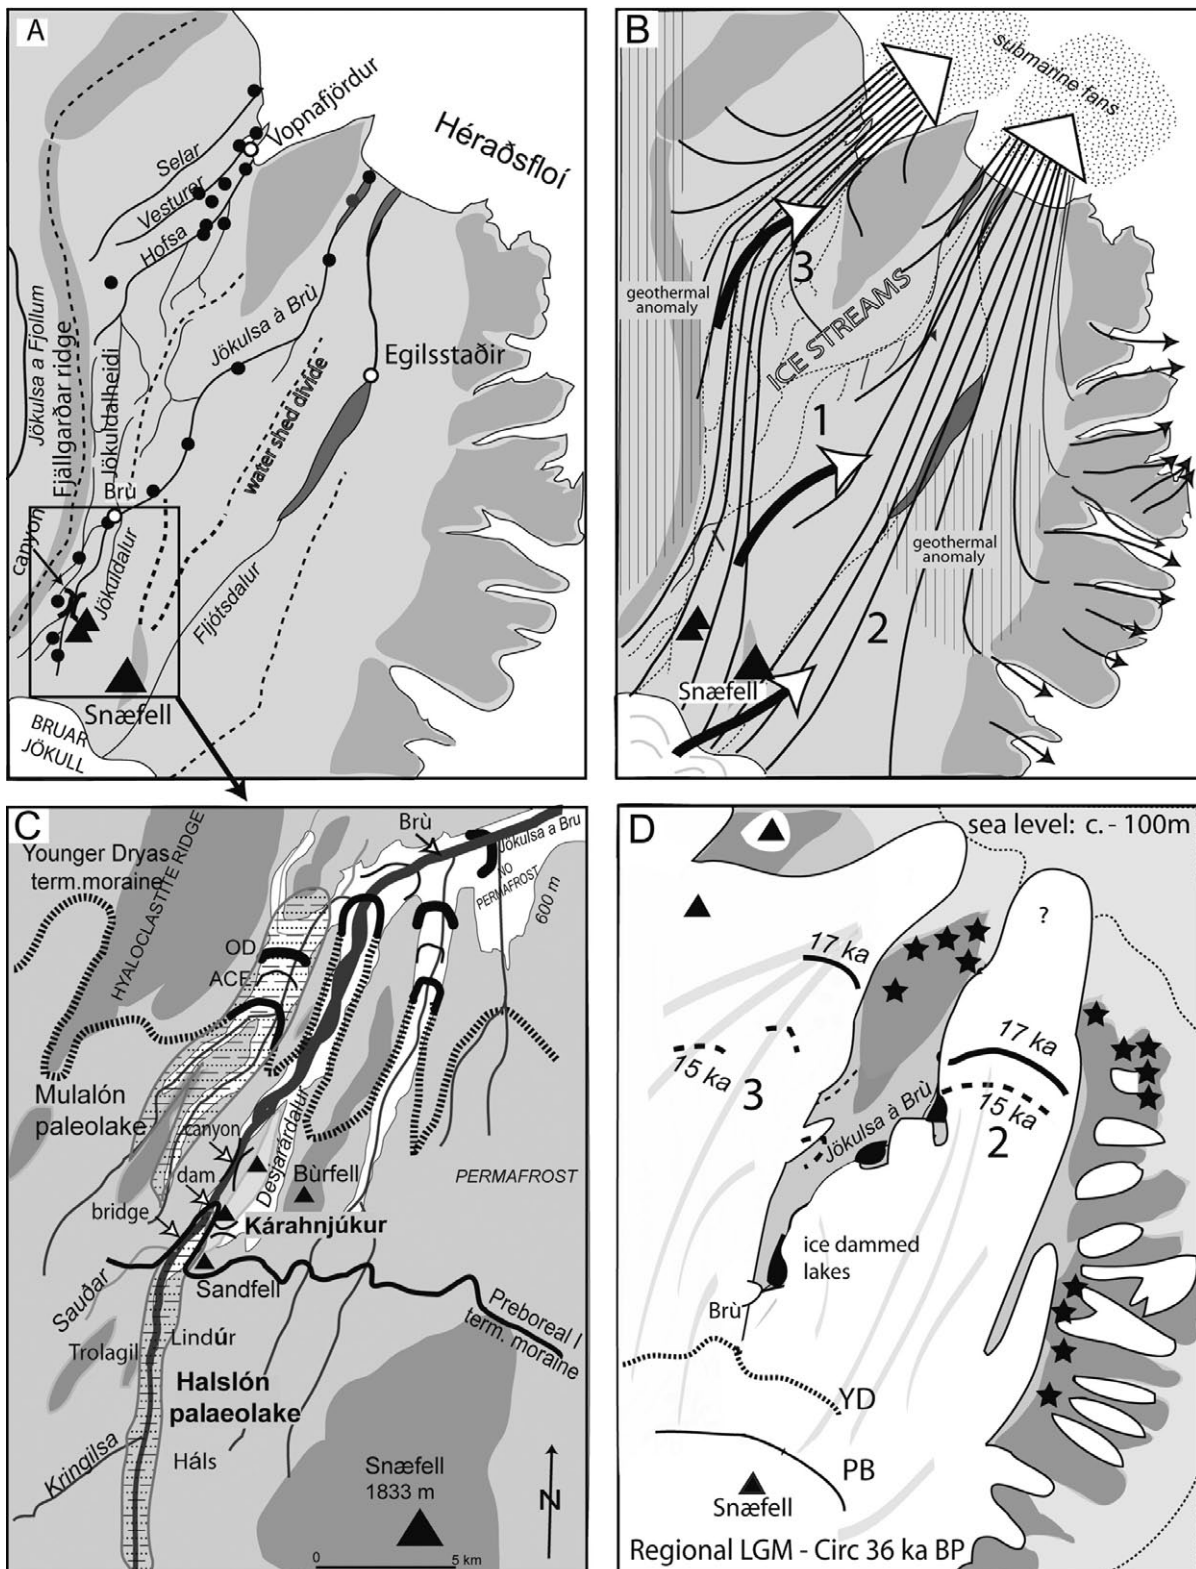 A
Vopnafjördur
Héraðsfloí
Selar
Vesturer
Hofsa
Jökulsa a Fjollum
Fjällgarðar ridge
Jökuldalheidi
Jökulsa à Brù
Egilsstaðir
water shed divide
Brù
canyon
Jökuldalur
Fljótsdalur
Snæfell
BRUAR
JÖKULL
B
submarine fans
geothermal
anomaly
3
ICE STREAMS
1
geothermal
anomaly
2
Snæfell
C
Younger Dryas
term.moraine
HYALOCLASTITE RIDGE
Brù
Jökulsa a Bru
NO
PERMAFROST
600 m
OD
ACE
Mulalón
paleolake
canyon
Desjarárdalur
dam
Bùrfell
PERMAFROST
bridge
Kárahnjúkur
Sauðar
Sandfell
Preboreal I
term. moraine
Trolagil
Lindúr
Halslón
palaeolake
Kringilsa
Háls
Snæfell
1833 m
N
0
5 km
D
sea level: c. - 100m
?
17 ka
17 ka
15 ka
15 ka
3
2
Jökulsa à Brù
ice dammed
lakes
Brù
YD
PB
Snæfell
Regional LGM - Circ 36 ka BP